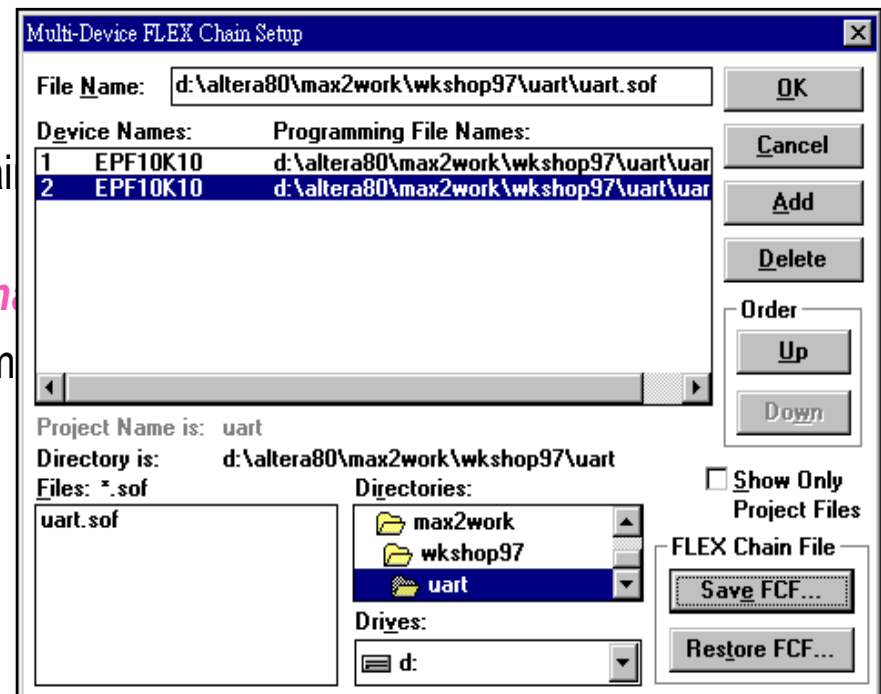 Multi-Device FLEX Chain Setup
File Name: d:\altera80\max2work\wkshop97\uart\uart.sof
OK
Device Names: Programming File Names:
Cancel
1 EPF10K10 d:\altera80\max2work\wkshop97\uart\uar
2 EPF10K10 d:\altera80\max2work\wkshop97\uart\uar
Add
Delete
Order
Up
Down
Project Name is: uart
Directory is: d:\altera80\max2work\wkshop97\uart
Files: *.sof
Directories:
Show Only
Project Files
uart.sof
max2work
wkshop97
uart
FLEX Chain File
Save FCF...
Drives:
d:
Restore FCF...